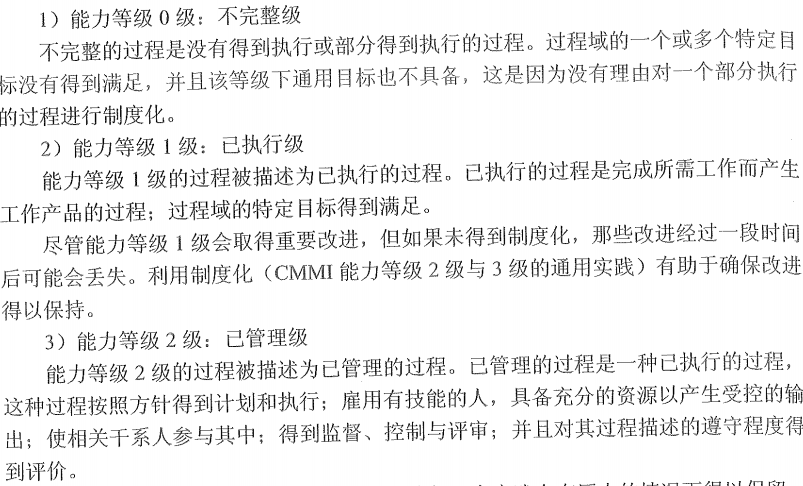 1）能力等级 0 级：不完整级
不完整的过程是没有得到执行或部分得到执行的过程。过程域的一个或多个特定目
标没有得到满足，并且该等级下通用目标也不具备，这是因为没有理由对一个部分执行
的过程进行制度化。
2）能力等级 1 级：已执行级
能力等级 1 级的过程被描述为已执行的过程。已执行的过程是完成所需工作而产生
工作产品的过程；过程域的特定目标得到满足。
尽管能力等级 1 级会取得重要改进，但如果未得到制度化，那些改进经过一段时间
后可能会丢失。利用制度化（CMMI 能力等级 2 级与 3 级的通用实践）有助于确保改进
得以保持。
3）能力等级 2 级：已管理级
能力等级 2 级的过程被描述为已管理的过程。已管理的过程是一种已执行的过程，
这种过程按照方针得到计划和执行；雇用有技能的人，具备充分的资源以产生受控的输
出；使相关干系人参与其中；得到监督、控制与评审；并且对其过程描述的遵守程度得
到评价。
的情况下得以保留